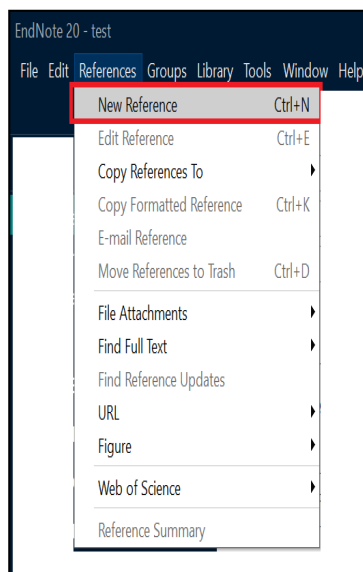 EndNote 20 - test
File Edit References Groups Library Tools Window Help
New Reference Ctrl+N
Edit Reference Ctrl+E
Copy References To
Copy Formatted Reference Ctrl+K
E-mail Reference
Move References to Trash Ctrl+D
File Attachments
Find Full Text
Find Reference Updates
URL
Figure
Web of Science
Reference Summary